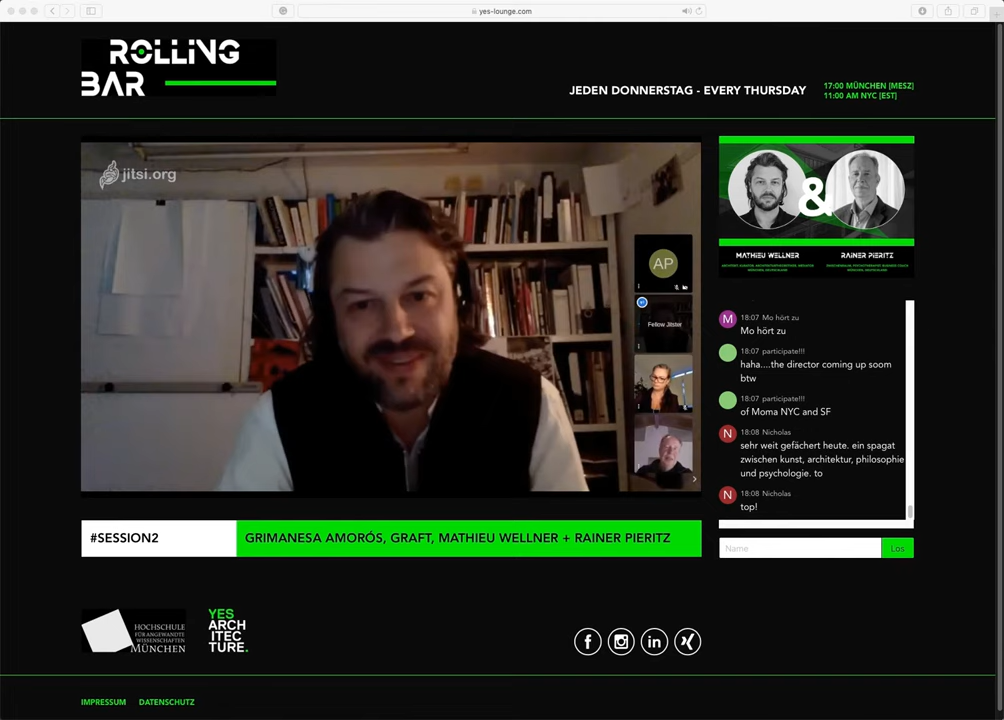 yes-lounge.com
ROLLING
BAR
JEDEN DONNERSTAG - EVERY THURSDAY
17:00 MÜNCHEN [MESZ]
11:00 AM NYC [EST]
jitsi.org
AP
Fellow Jitster
&
MATHIEU WELLNER
RAINER PIERITZ
M
18:07 Mo hört zu
Mo hört zu
18:07 participate!!!
haha....the director coming up soom
btw
18:07 participate!!!
of Moma NYC and SF
N
18:08 Nicholas
sehr weit gefächert heute. ein spagat
zwischen kunst, architektur, philosophie
und psychologie. to
N
18:08 Nicholas
top!
Name
Los
#SESSION2
GRIMANESA AMORÓS, GRAFT, MATHIEU WELLNER + RAINER PIERITZ
HOCHSCHULE
FÜR ANGEWANDTE
WISSENSCHAFTEN
MÜNCHEN
YES
ARCH
ITEC
TURE.
f
in
IMPRESSUM
DATENSCHUTZ